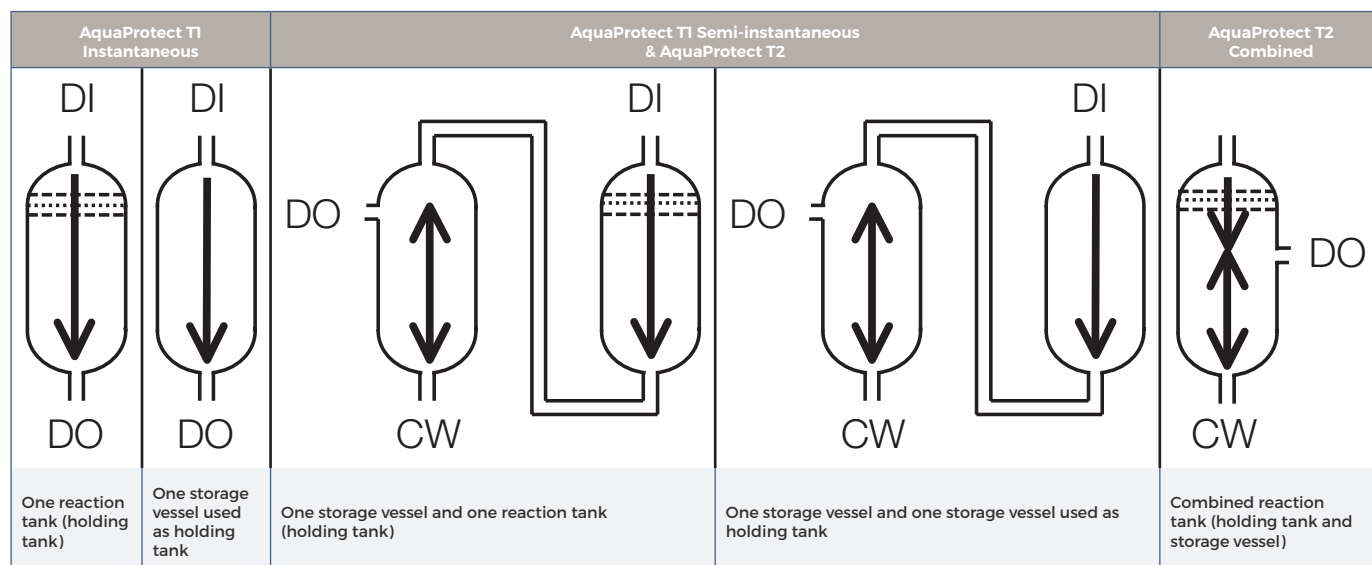 AquaProtect T1
Instantaneous
AquaProtect T1 Semi-instantaneous
& AquaProtect T2
AquaProtect T2
Combined
DI
DO
DI
DO
DO
CW
DI
DO
CW
DI
DO
CW
One reaction
tank (holding
tank)
One storage
vessel used
as holding
tank
One storage vessel and one reaction tank
(holding tank)
One storage vessel and one storage vessel used as
holding tank
Combined reaction
tank (holding tank and
storage vessel)